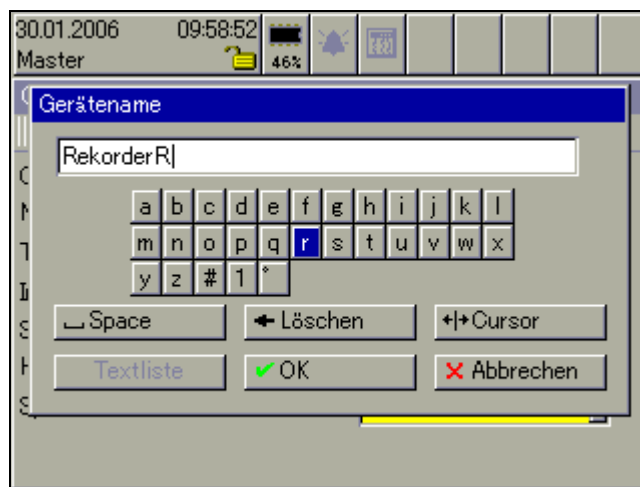 30.01.2006 09:58:52
Master
46%
Gerätename
RekorderR
a b c d e f g h i j k l
m n o p q r s t u v w x
y z # 1 °
Space Löschen Cursor
Textliste OK Abbrechen